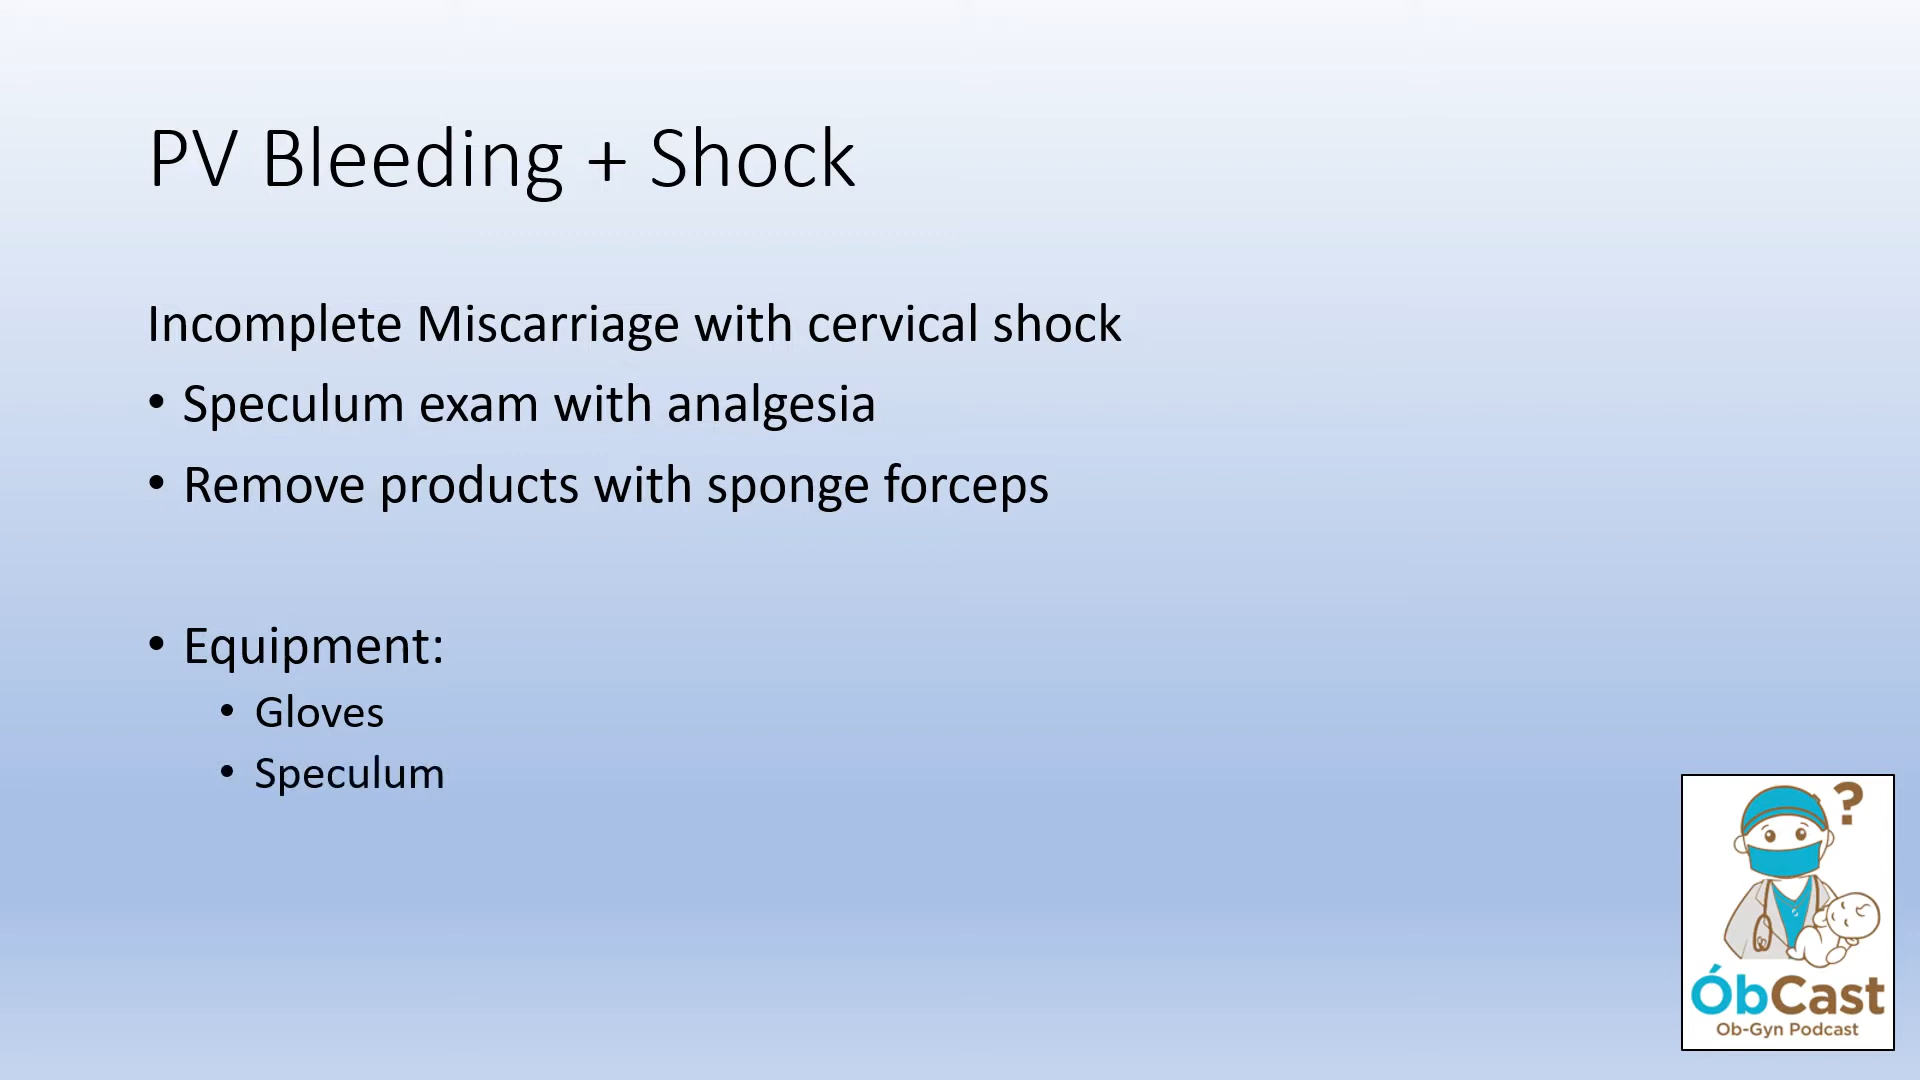 PV Bleeding + Shock
Incomplete Miscarriage with cervical shock
• Speculum exam with analgesia
• Remove products with sponge forceps
• Equipment:
• Gloves
• Speculum
?
ÓbCast
Ob-Gyn Podcast